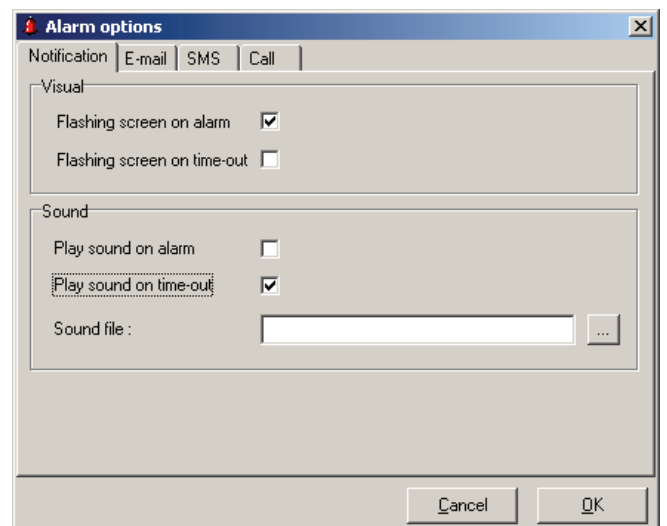 Alarm options
Notification E-mail SMS Call
Visual
Flashing screen on alarm
Flashing screen on time-out
Sound
Play sound on alarm
Play sound on time-out
Sound file :
...
Cancel OK